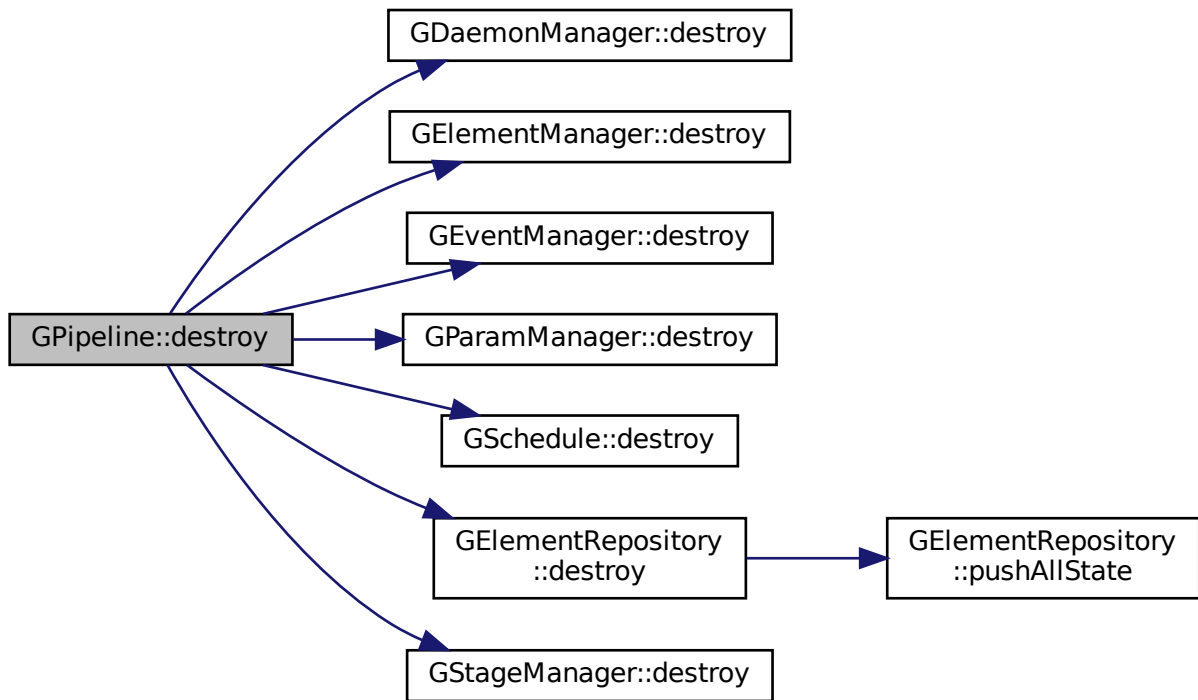 GDaemonManager::destroy
GElementManager::destroy
GEventManager::destroy
GPipeline::destroy
GParamManager::destroy
GSchedule::destroy
GElementRepository
::destroy
GElementRepository
::pushAllState
GStageManager::destroy